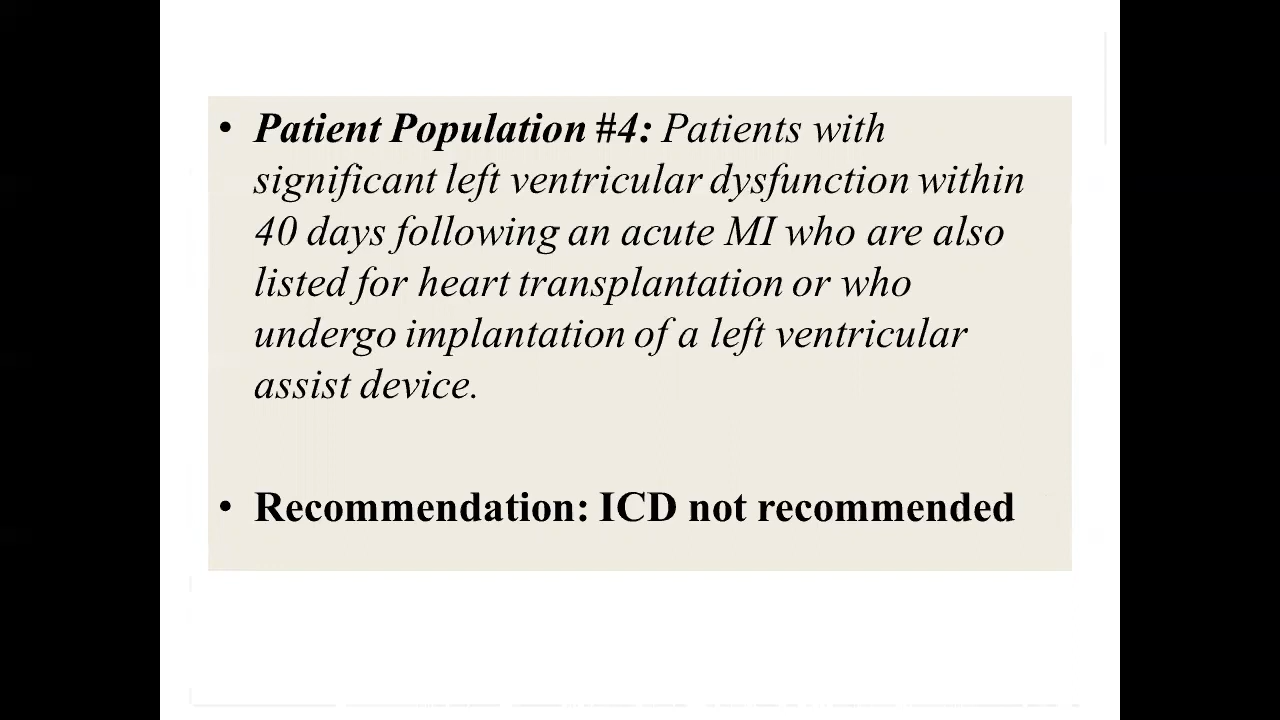 • Patient Population #4: Patients with
significant left ventricular dysfunction within
40 days following an acute MI who are also
listed for heart transplantation or who
undergo implantation of a left ventricular
assist device.
• Recommendation: ICD not recommended